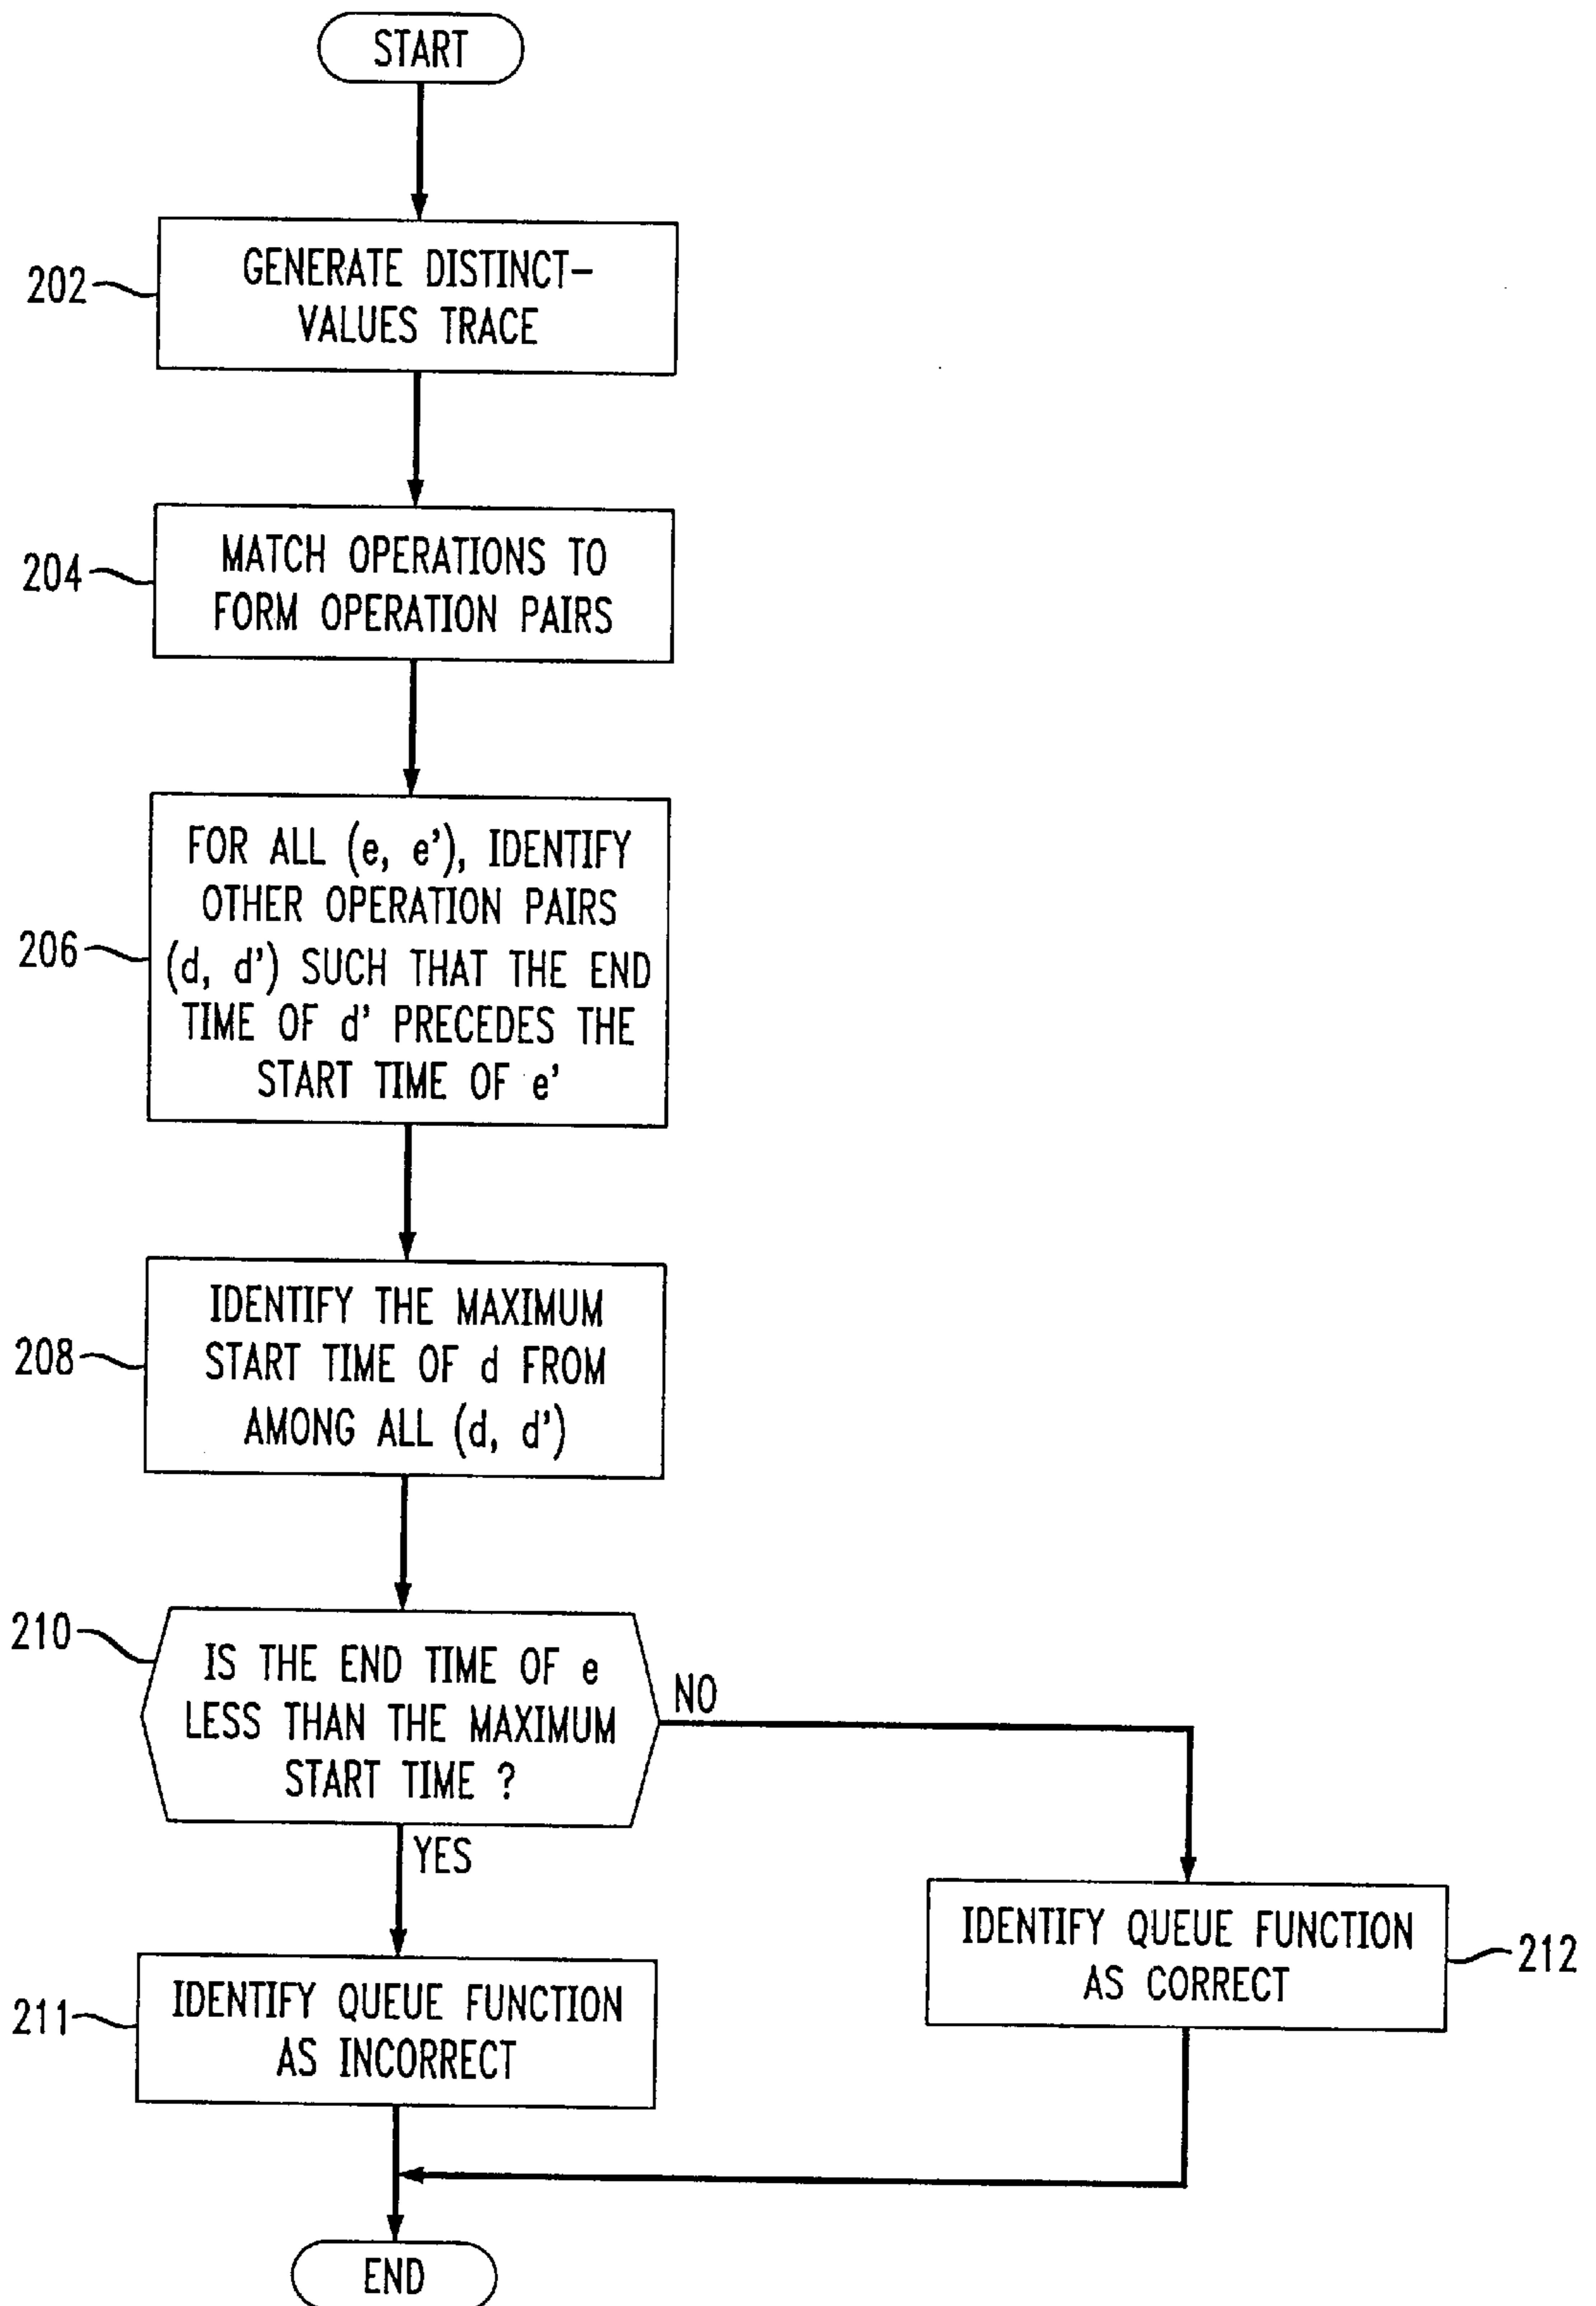 START
202
GENERATE DISTINCT-
VALUES TRACE
204
MATCH OPERATIONS TO
FORM OPERATION PAIRS
206
FOR ALL (e, e'), IDENTIFY
OTHER OPERATION PAIRS
(d, d') SUCH THAT THE END
TIME OF d' PRECEDES THE
START TIME OF e'
208
IDENTIFY THE MAXIMUM
START TIME OF d FROM
AMONG ALL (d, d')
210
IS THE END TIME OF e
LESS THAN THE MAXIMUM
START TIME ?
NO
YES
211
IDENTIFY QUEUE FUNCTION
AS INCORRECT
IDENTIFY QUEUE FUNCTION
AS CORRECT
212
END